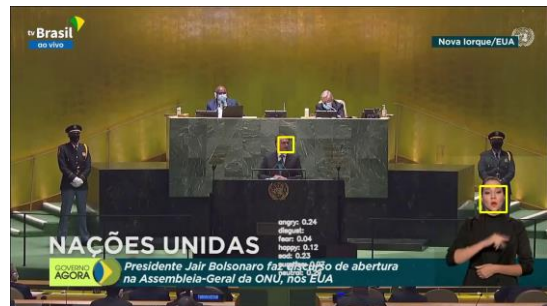 tv Brasil
ao vivo
Nova Iorque/EUA
angry: 0.24
disgust:
fear: 0.04
happy: 0.12
sad: 0.23
NAÇÕES UNIDAS
GOVERNO
AGORA
Presidente Jair Bolsonaro faz discurso de abertura
na Assembleia-Geral da ONU, nos EUA